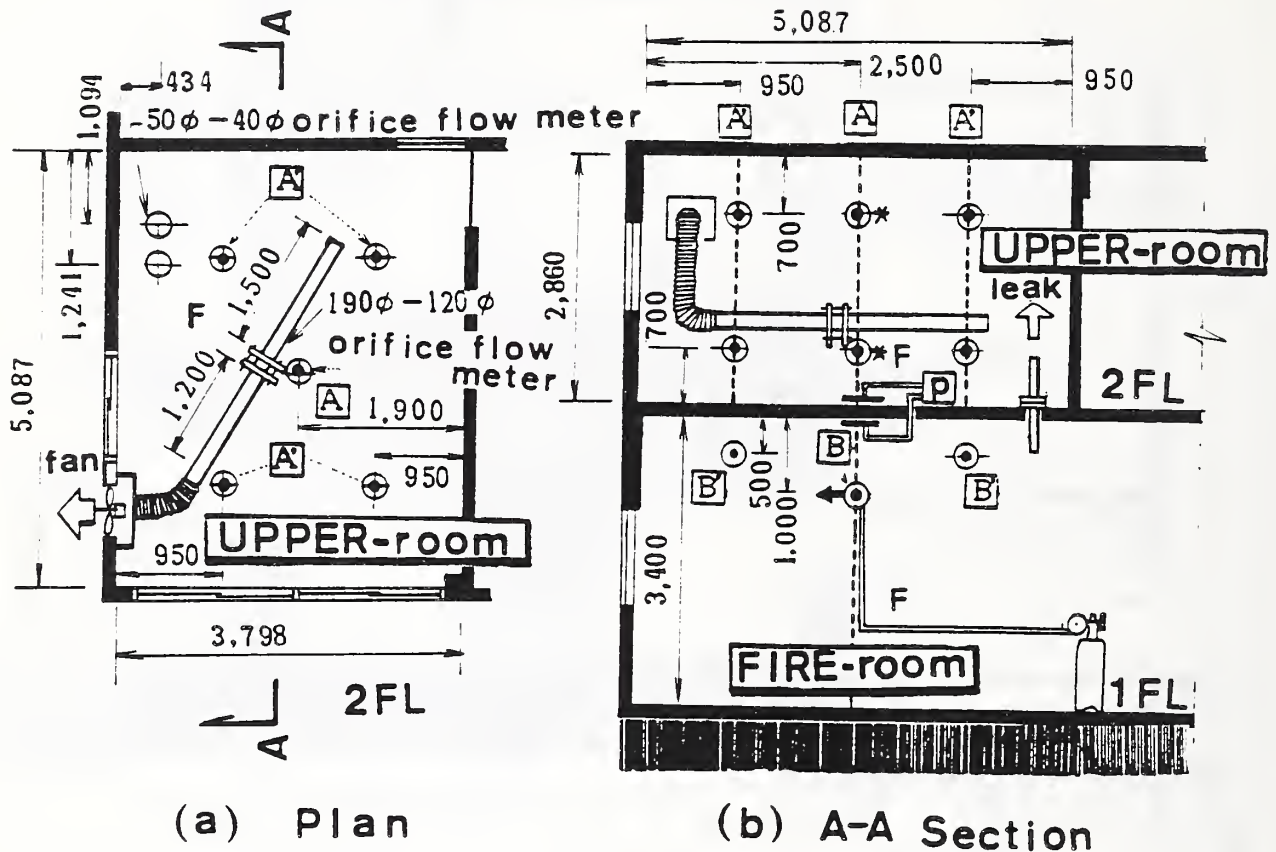 A
434
1.094
~50φ-40φ orifice flow meter
A'
1,241
1,500
F
190φ-120φ
orifice flow
meter
1,200
5.087
A
1,900
A'
950
fan
UPPER-room
950
3,798
2FL
A
(a) Plan
5,087
2,500
950
950
A'
A
A'
2,860
700
*
UPPER-room
leak
700
*F
P
2FL
B
B'
500
1.000
B'
3,400
F
FIRE-room
1FL
(b) A-A Section